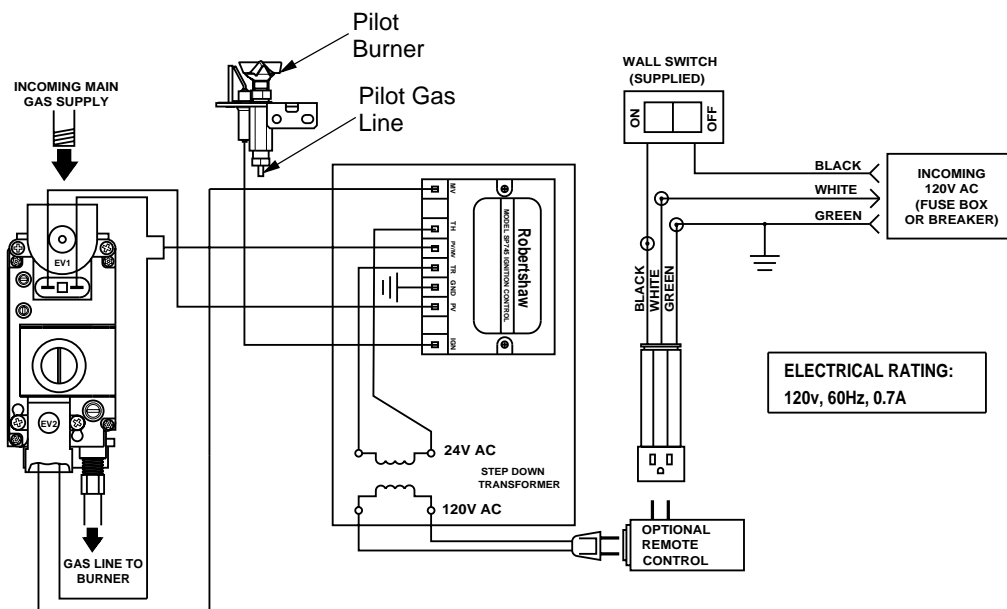 Pilot
Burner
Pilot Gas
Line
INCOMING MAIN
GAS SUPPLY
WALL SWITCH
(SUPPLIED)
ON
OFF
BLACK
WHITE
GREEN
INCOMING
120V AC
(FUSE BOX
OR BREAKER)
EV1
MV
TH
PV/MV
TR
GND
PV
IGN
Robertshaw
MODEL SP745 IGNITION CONTROL
BLACK
WHITE
GREEN
ELECTRICAL RATING:
120v, 60Hz, 0.7A
EV2
24V AC
STEP DOWN
TRANSFORMER
120V AC
OPTIONAL
REMOTE
CONTROL
GAS LINE TO
BURNER